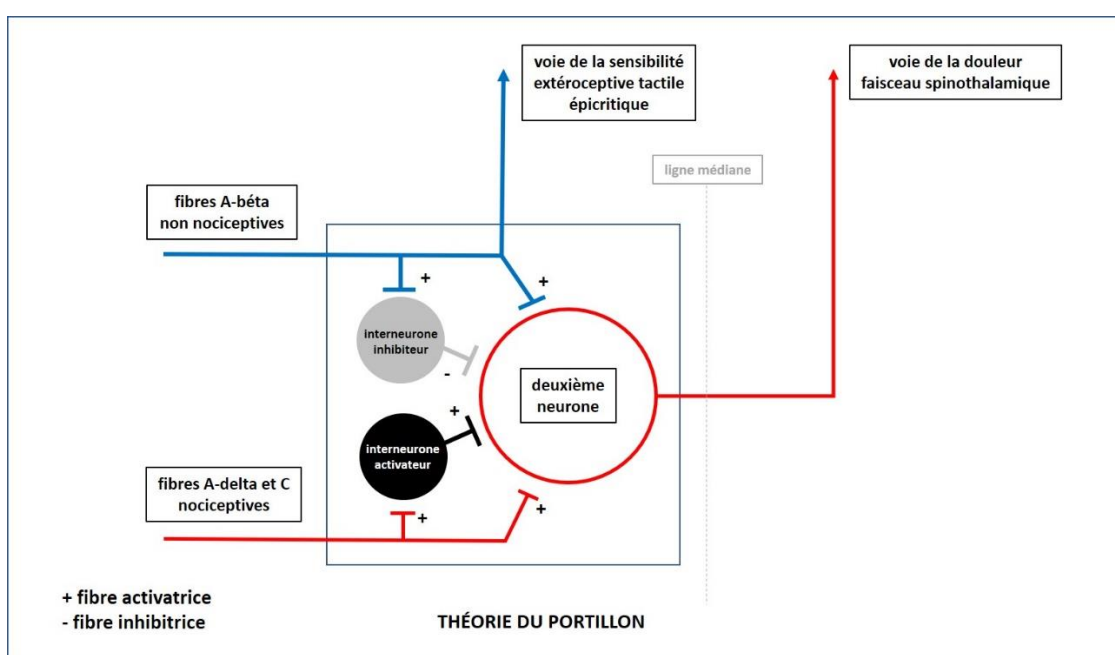 voie de la sensibilité
extéroceptive tactile
épicritique
voie de la douleur
faisceau spinothalamique
ligne médiane
fibres A-béta
non nociceptives
+
+
interneurone
inhibiteur
-
deuxième
neurone
+
interneurone
activateur
fibres A-delta et C
nociceptives
+
+
+ fibre activatrice
- fibre inhibitrice
THÉORIE DU PORTILLON